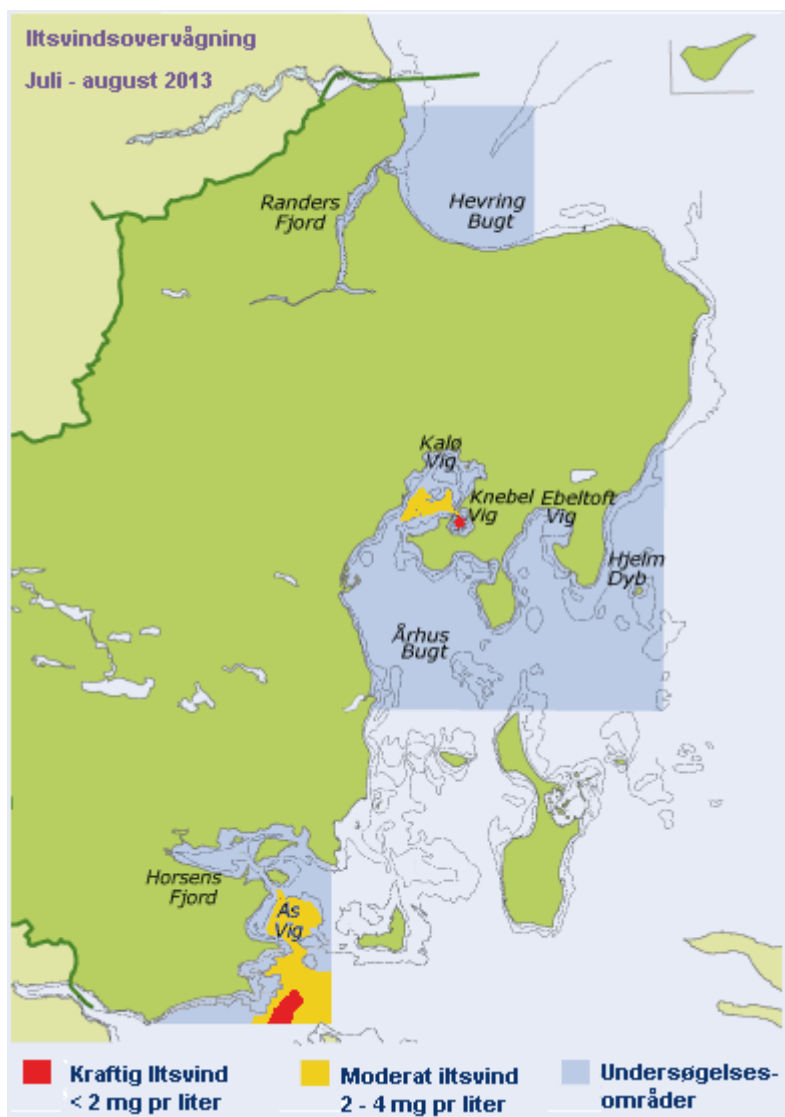 Iltsvindsovervågning
Juli - august 2013
Randers
Fjord
Hevring
Bugt
Kalø
Vig
Knebel
Vig
Ebeltoft
Vig
Hjelm
Dyb
Århus
Bugt
Horsens
Fjord
As
Vig
Kraftig Iltsvind
< 2 mg pr liter
Moderat iltsvind
2 - 4 mg pr liter
Undersøgelses-
områder